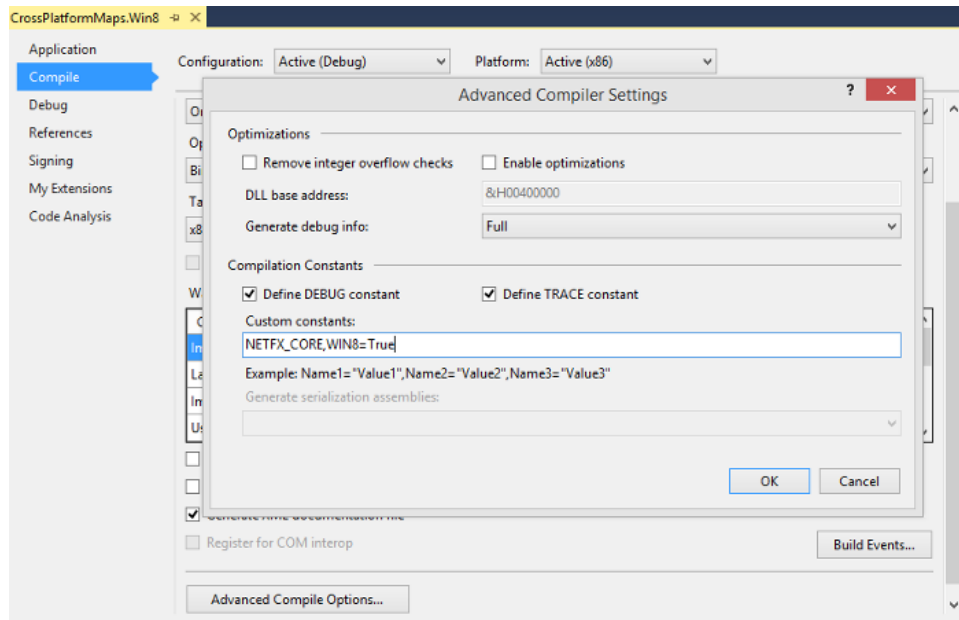 CrossPlatformMaps.Win8
Application
Compile
Debug
References
Signing
My Extensions
Code Analysis
Configuration: Active (Debug) Platform: Active (x86)
Advanced Compiler Settings ?
Optimizations
Remove integer overflow checks Enable optimizations
DLL base address: &H00400000
Generate debug info: Full
Compilation Constants
Define DEBUG constant Define TRACE constant
Custom constants:
NETFX_CORE,WIN8=True
Example: Name1="Value1",Name2="Value2",Name3="Value3"
Generate serialization assemblies:
OK Cancel
Register for COM interop
Build Events...
Advanced Compile Options...